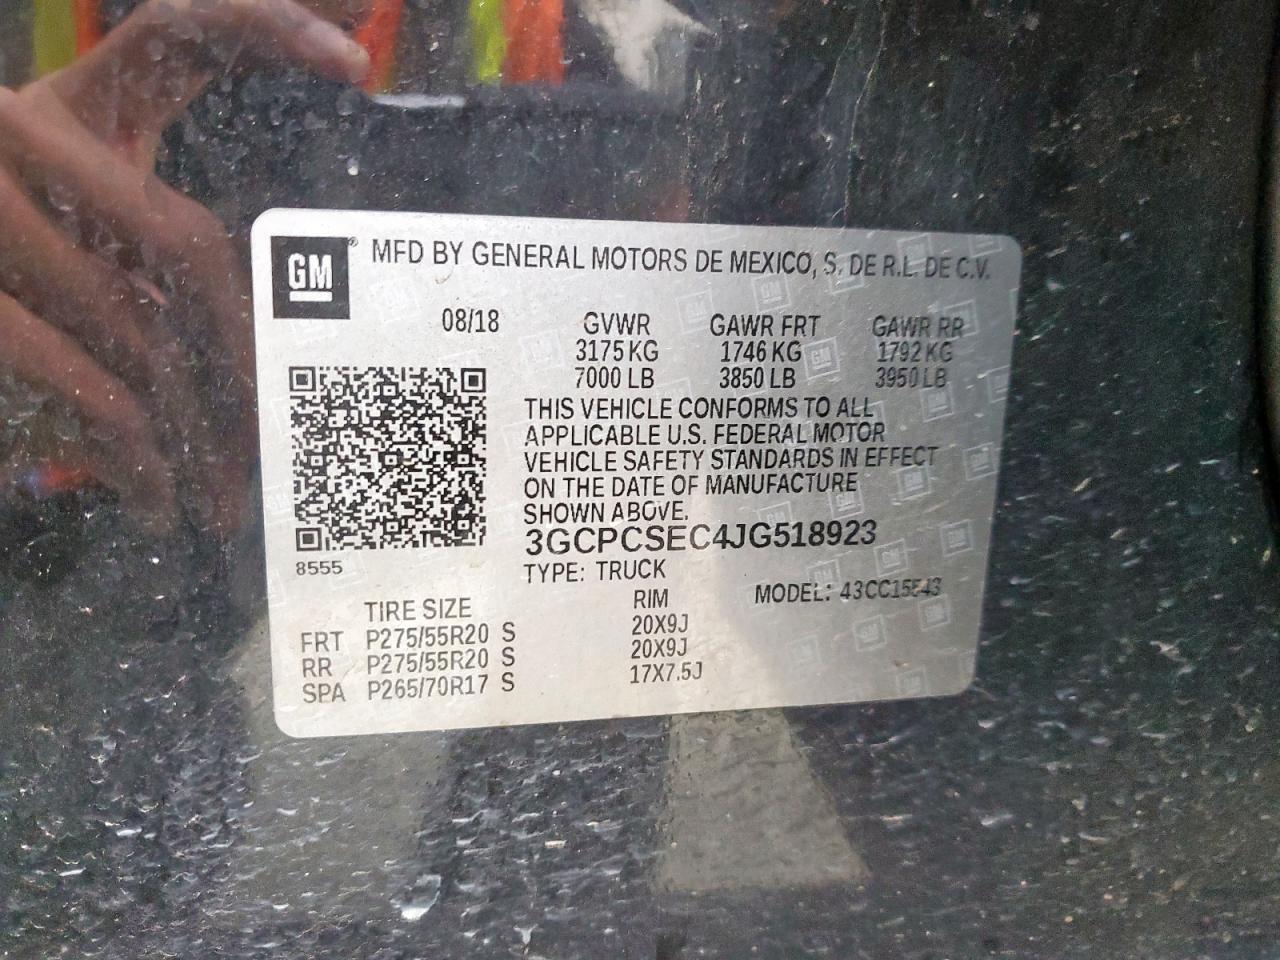 GM ® MFD BY GENERAL MOTORS DE MEXICO, S. DE R.L. DE C.V.
08/18 GVWR GAWR FRT GAWR RR
3175 KG 1746 KG 1792 KG
7000 LB 3850 LB 3950 LB
THIS VEHICLE CONFORMS TO ALL
APPLICABLE U.S. FEDERAL MOTOR
VEHICLE SAFETY STANDARDS IN EFFECT
ON THE DATE OF MANUFACTURE
SHOWN ABOVE.
3GCPCSEC4JG518923
8555
TYPE: TRUCK
MODEL: 43CC15543
TIRE SIZE RIM
FRT P275/55R20 S 20X9J
RR P275/55R20 S 20X9J
SPA P265/70R17 S 17X7.5J